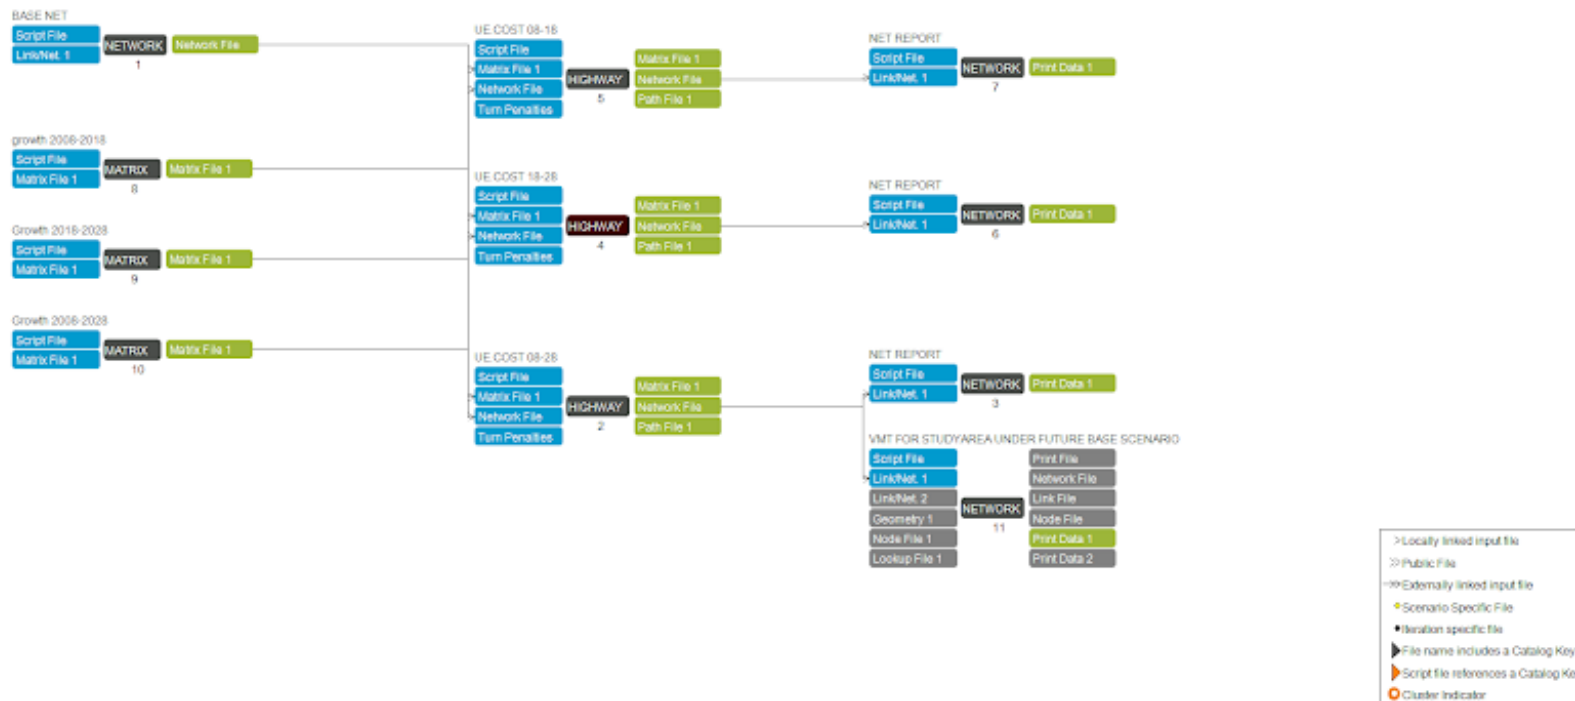 BASE NET
Script File
Link/Net. 1
NETWORK
1
Network File
growth 2008-2018
Script File
Matrix File 1
MATRIX
8
Matrix File 1
Growth 2018-2028
Script File
Matrix File 1
MATRIX
9
Matrix File 1
Growth 2008-2028
Script File
Matrix File 1
MATRIX
10
Matrix File 1
UE COST 08-18
Script File
Matrix File 1
Network File
Turn Penalties
HIGHWAY
5
Matrix File 1
Network File
Path File 1
UE COST 18-28
Script File
Matrix File 1
Network File
Turn Penalties
HIGHWAY
4
Matrix File 1
Network File
Path File 1
UE COST 08-28
Script File
Matrix File 1
Network File
Turn Penalties
HIGHWAY
2
Matrix File 1
Network File
Path File 1
NET REPORT
Script File
Link/Net. 1
NETWORK
7
Print Data 1
NET REPORT
Script File
Link/Net. 1
NETWORK
6
Print Data 1
NET REPORT
Script File
Link/Net. 1
NETWORK
3
Print Data 1
VMT FOR STUDYAREA UNDER FUTURE BASE SCENARIO
Script File
Link/Net. 1
Link/Net. 2
Geometry 1
Node File 1
Lookup File 1
NETWORK
11
Print File
Network File
Link File
Node File
Print Data 1
Print Data 2
Locally linked input file
Public File
Externally linked input file
Scenario Specific File
Iteration specific file
File name includes a Catalog Key
Script file references a Catalog Ke
Cluster Indicator